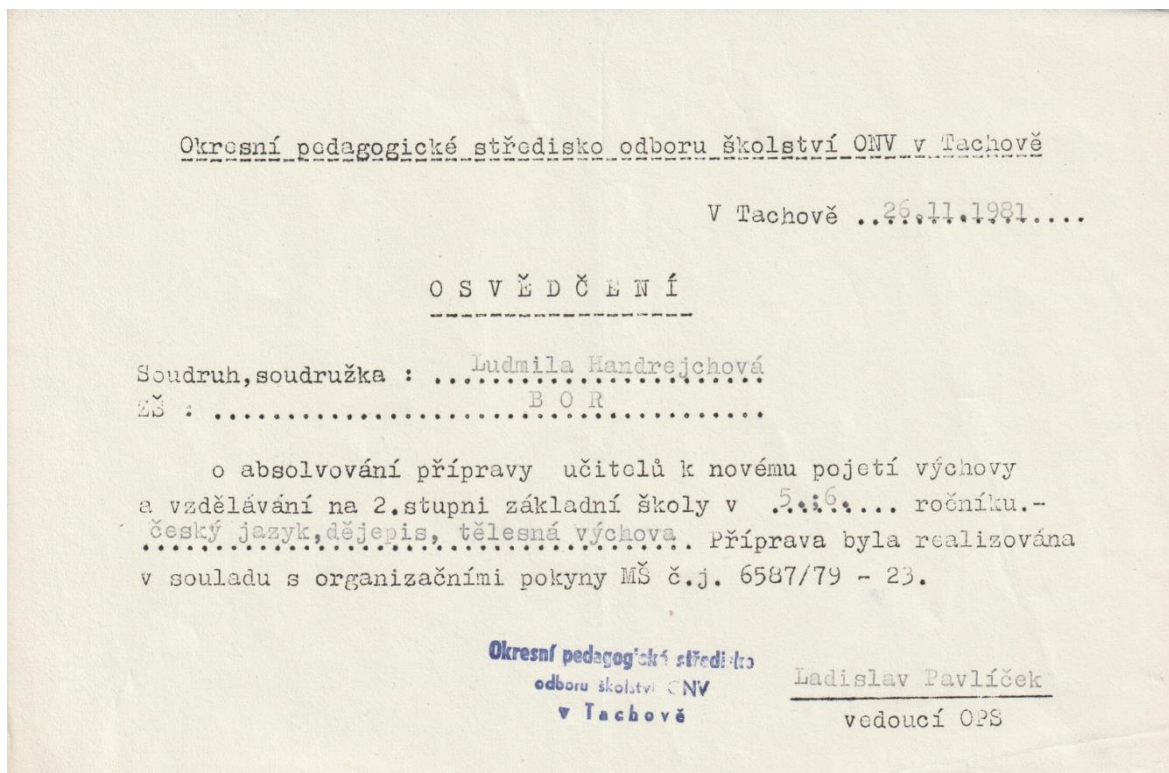 Okresní pedagogické středisko odboru školství ONV v Tachově
V Tachově ..26.11.1981....
O S V Ě D Č E N Í
Soudruh,soudružka : ....Ludmila Handrejchová
ZŠ : ........B O R........
o absolvování přípravy učitelů k novému pojetí výchovy
a vzdělávání na 2.stupni základní školy v .5.,6.... ročníku.-
český jazyk,dějepis, tělesná výchova. Příprava byla realizována
v souladu s organizačními pokyny MŠ č.j. 6587/79 - 23.
Okresní pedagogické středisko
odboru školství ONV
v Tachově
Ladislav Pavlíček
vedoucí OPS